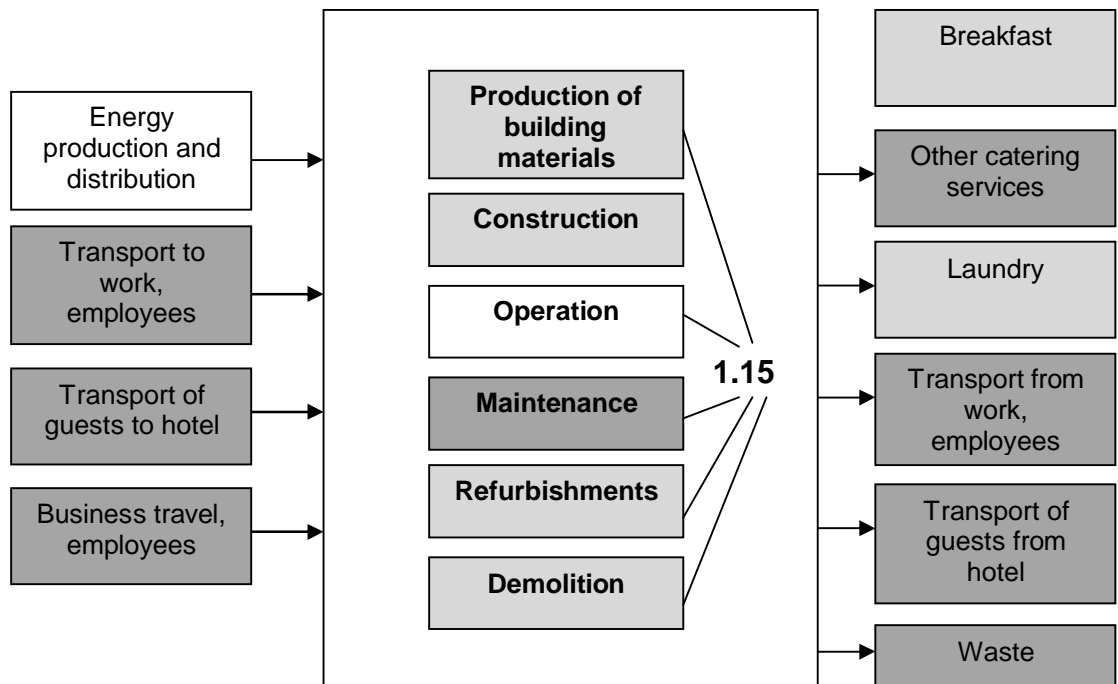 Energy
production and
distribution
Transport to
work,
employees
Transport of
guests to hotel
Business travel,
employees
Production of
building
materials
Construction
Operation
Maintenance
Refurbishments
Demolition
1.15
Breakfast
Other catering
services
Laundry
Transport from
work,
employees
Transport of
guests from
hotel
Waste